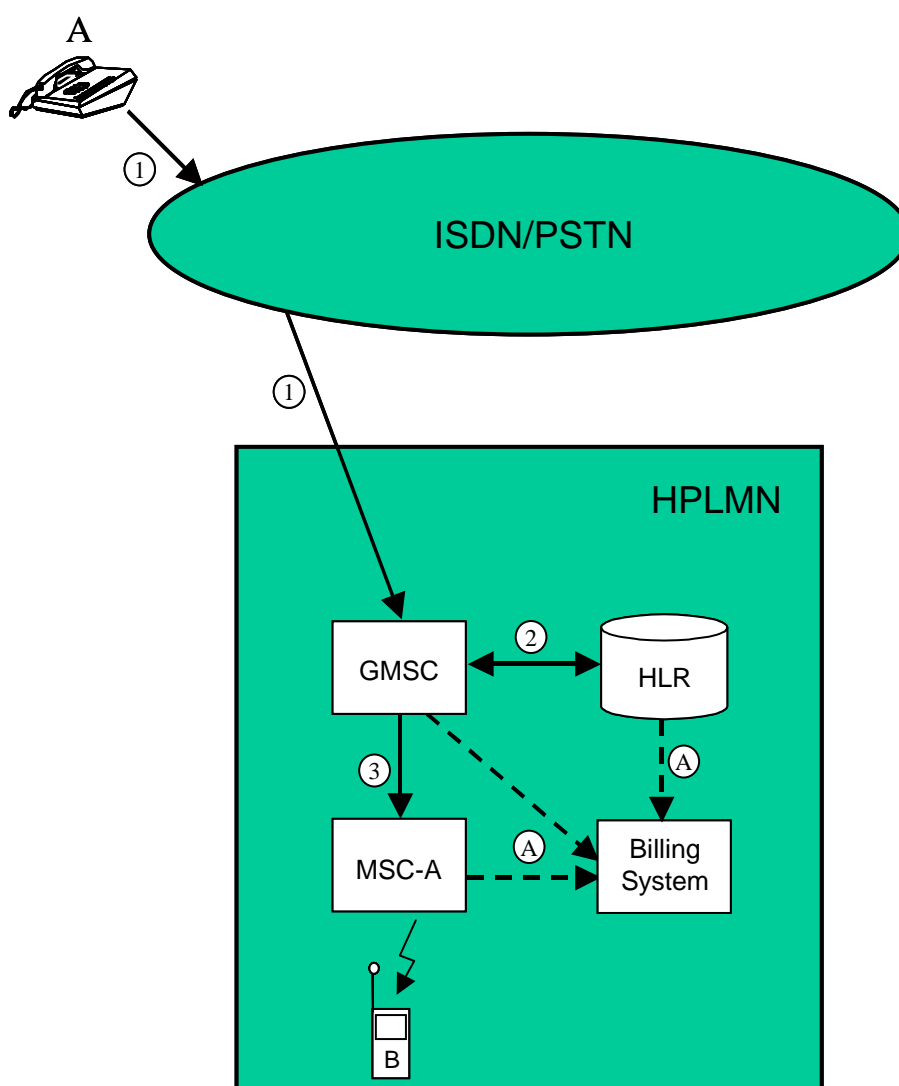 A
1
ISDN/PSTN
1
HPLMN
GMSC
2
HLR
3
A
MSC-A
A
Billing
System
B